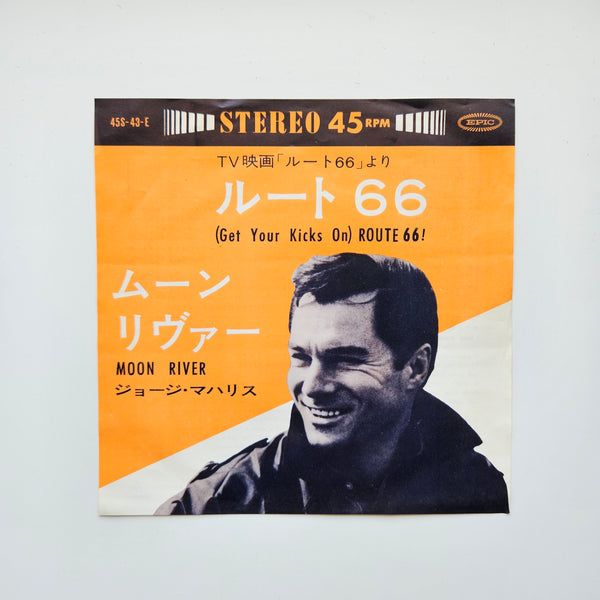 45S-43-E STEREO 45 RPM EPIC
TV映画「ルート66」より
ルート 66
(Get Your Kicks On) ROUTE 66!
ムーン
リヴァー
MOON RIVER
ジョージ・マハリス